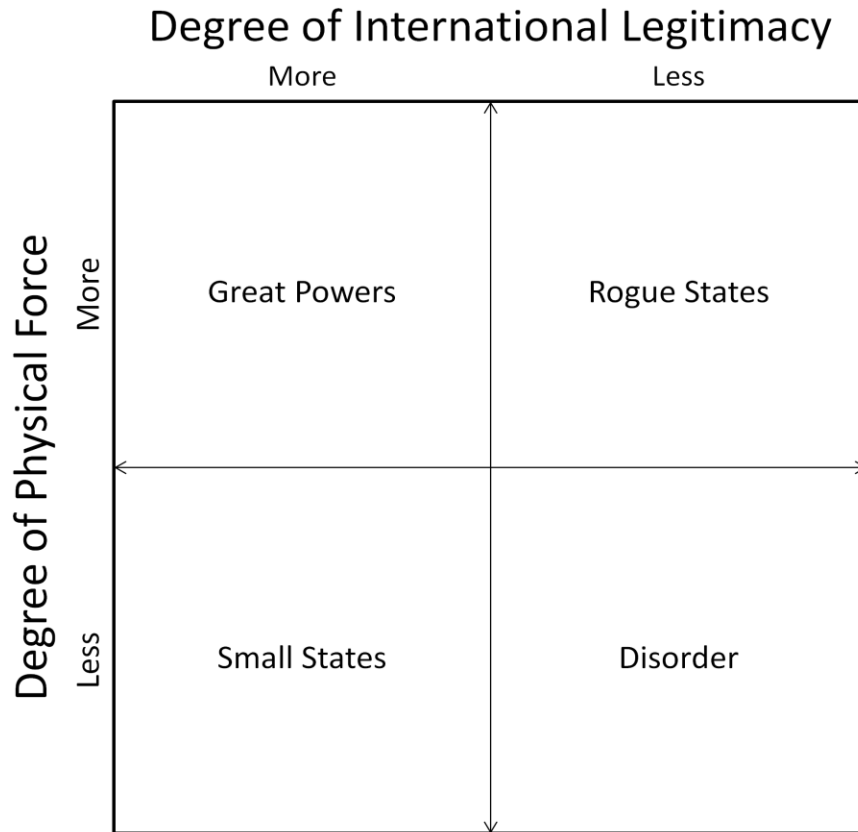 Degree of International Legitimacy
More
Less
Degree of Physical Force
More
Great Powers
Rogue States
Less
Small States
Disorder